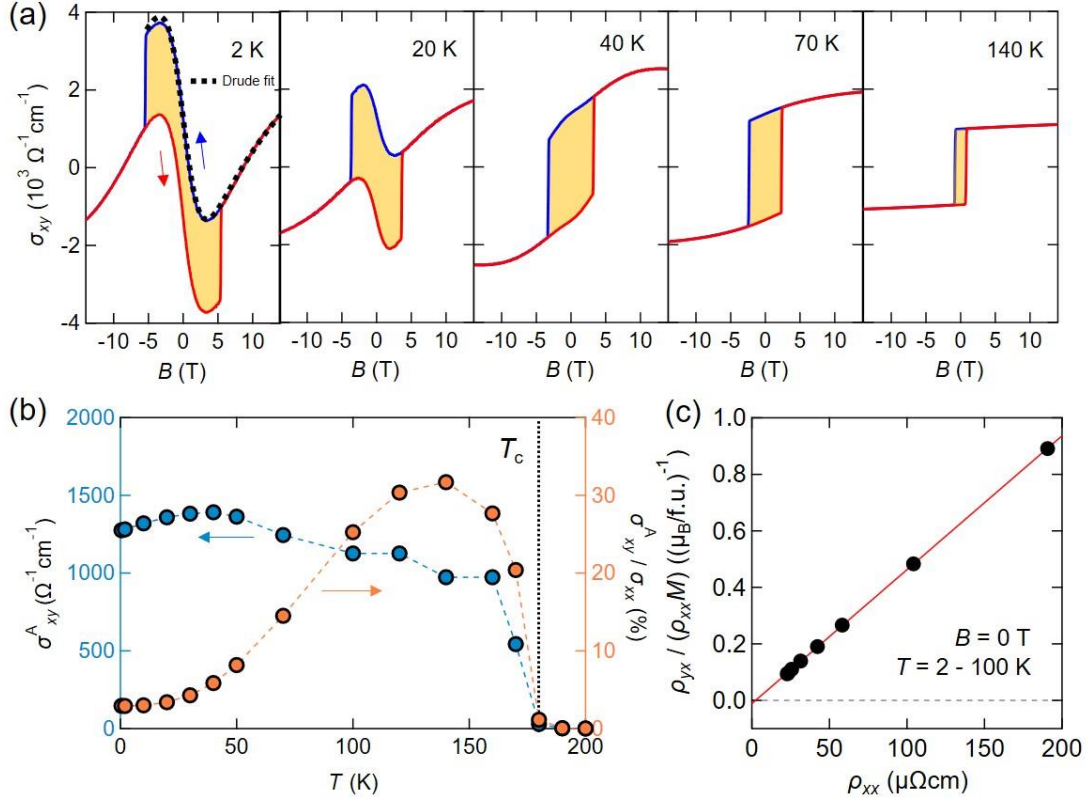 (a)
4
2
0
-2
-4
σxy (10³ Ω⁻¹ cm⁻¹)
2 K
Drude fit
20 K
40 K
70 K
140 K
-10 -5 0 5 10
-10 -5 0 5 10
-10 -5 0 5 10
-10 -5 0 5 10
-10 -5 0 5 10
B (T)
B (T)
B (T)
B (T)
B (T)
(b)
2000
1500
1000
500
0
σᴬxy (Ω⁻¹ cm⁻¹)
Tc
40
30
20
10
0
σᴬxy / σxx (%)
0 50 100 150 200
T (K)
(c)
1.0
0.8
0.6
0.4
0.2
0.0
ρyx / (ρxxM) ((μB/f.u.)⁻¹)
B = 0 T
T = 2 - 100 K
0 50 100 150 200
ρxx (μΩcm)